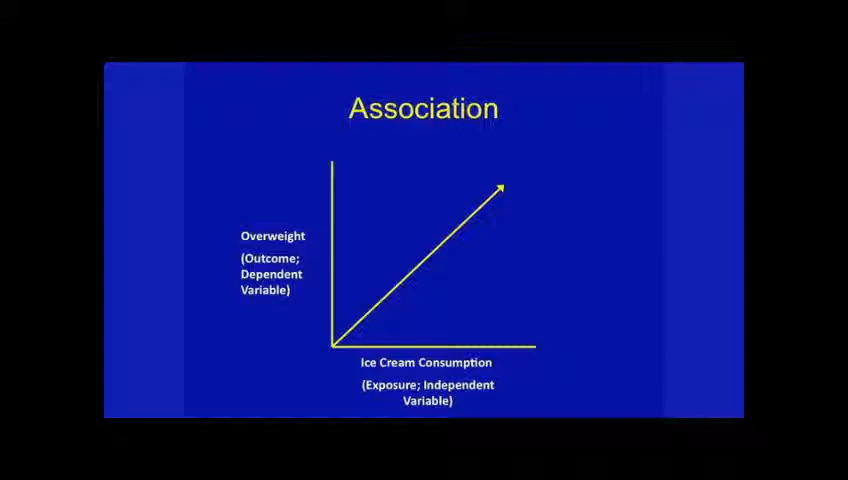 Association
Overweight
(Outcome;
Dependent
Variable)
Ice Cream Consumption
(Exposure; Independent
Variable)